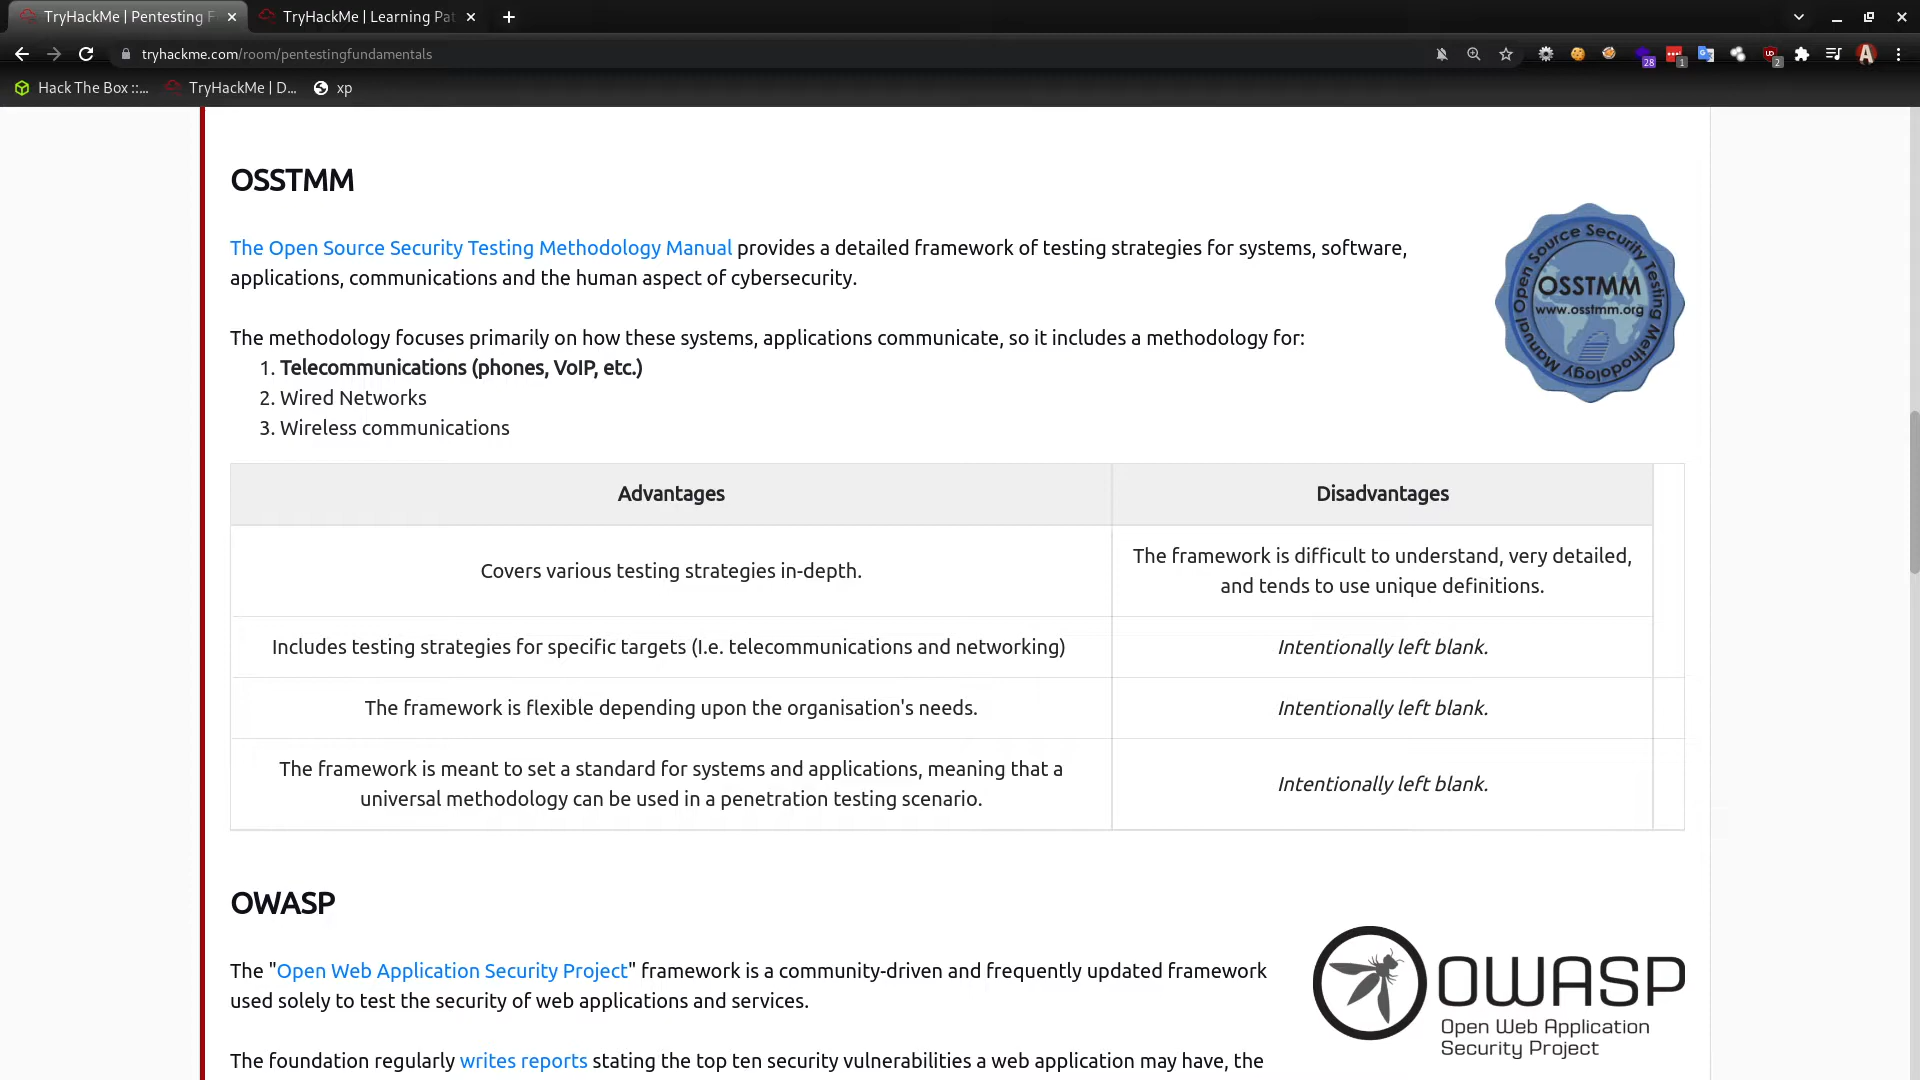 TryHackMe | Pentesting F
TryHackMe | Learning Pat
tryhackme.com/room/pentestingfundamentals
28
1
UD
2
A
Hack The Box ::...
TryHackMe | D...
xp
OSSTMM
The Open Source Security Testing Methodology Manual provides a detailed framework of testing strategies for systems, software,
applications, communications and the human aspect of cybersecurity.
Open Source Security Testing Methodology Manual
OSSTMM
www.osstmm.org
The methodology focuses primarily on how these systems, applications communicate, so it includes a methodology for:
1. Telecommunications (phones, VoIP, etc.)
2. Wired Networks
3. Wireless communications
Advantages
Disadvantages
Covers various testing strategies in-depth.
The framework is difficult to understand, very detailed,
and tends to use unique definitions.
Includes testing strategies for specific targets (I.e. telecommunications and networking)
Intentionally left blank.
The framework is flexible depending upon the organisation's needs.
Intentionally left blank.
The framework is meant to set a standard for systems and applications, meaning that a
universal methodology can be used in a penetration testing scenario.
Intentionally left blank.
OWASP
The "Open Web Application Security Project" framework is a community-driven and frequently updated framework
used solely to test the security of web applications and services.
OWASP
Open Web Application
Security Project
The foundation regularly writes reports stating the top ten security vulnerabilities a web application may have, the